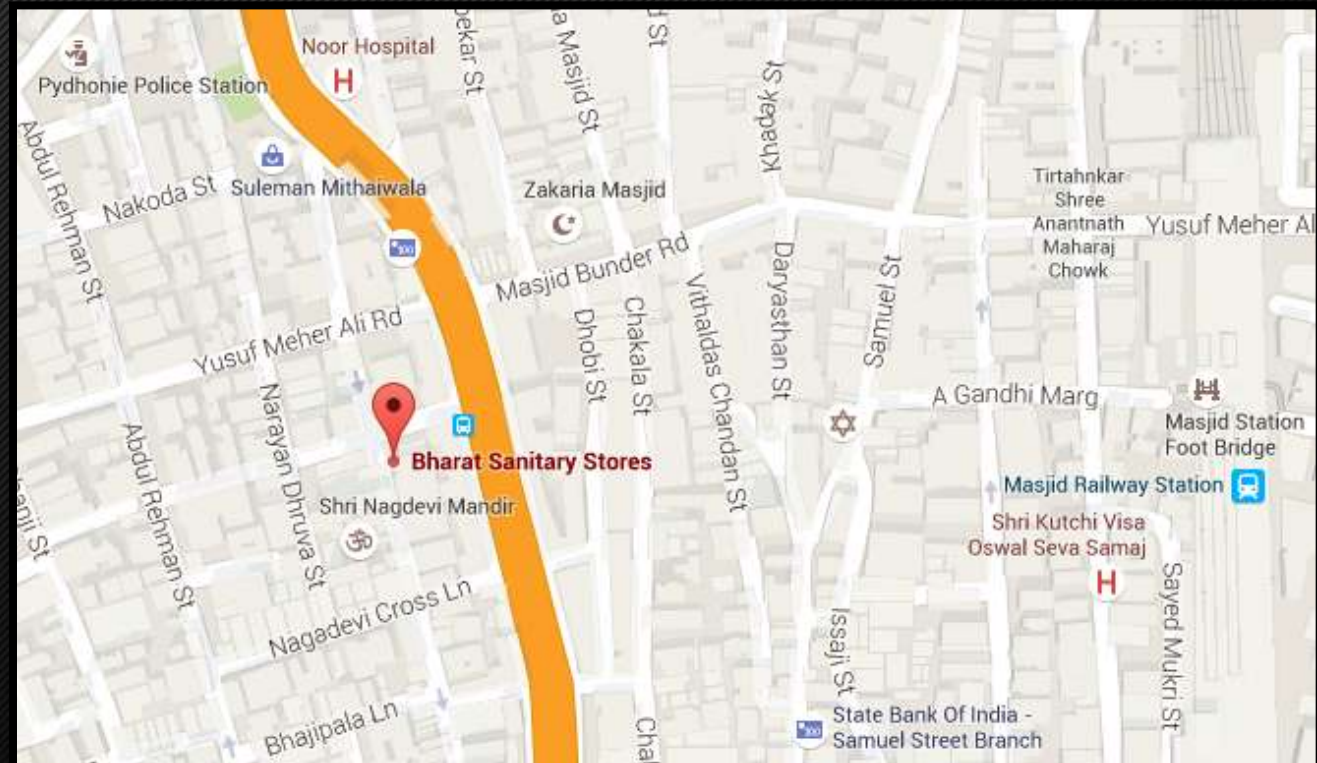 Noor Hospital
H
Pydhonie Police Station
Abdul Rehman St
Nakoda St
Suleman Mithaiwala
Masjid St
Khadak St
Zakaria Masjid
Tirtahnkar
Shree
Anantnath
Maharaj
Chowk
Yusuf Meher Al
Masjid Bunder Rd
Yusuf Meher Ali Rd
Dhobi St
Chakala St
Vithaldas Chandan St
Daryasthan St
Samuel St
A Gandhi Marg
Masjid Station
Foot Bridge
Narayan Dhruva St
Abdul Rehman St
Bharat Sanitary Stores
Masjid Railway Station
Shri Nagdevi Mandir
Shri Kutchi Visa
Oswal Seva Samaj
H
Sayed Mukri St
Nagadevi Cross Ln
Issaji St
Bhajipala Ln
State Bank Of India -
Samuel Street Branch